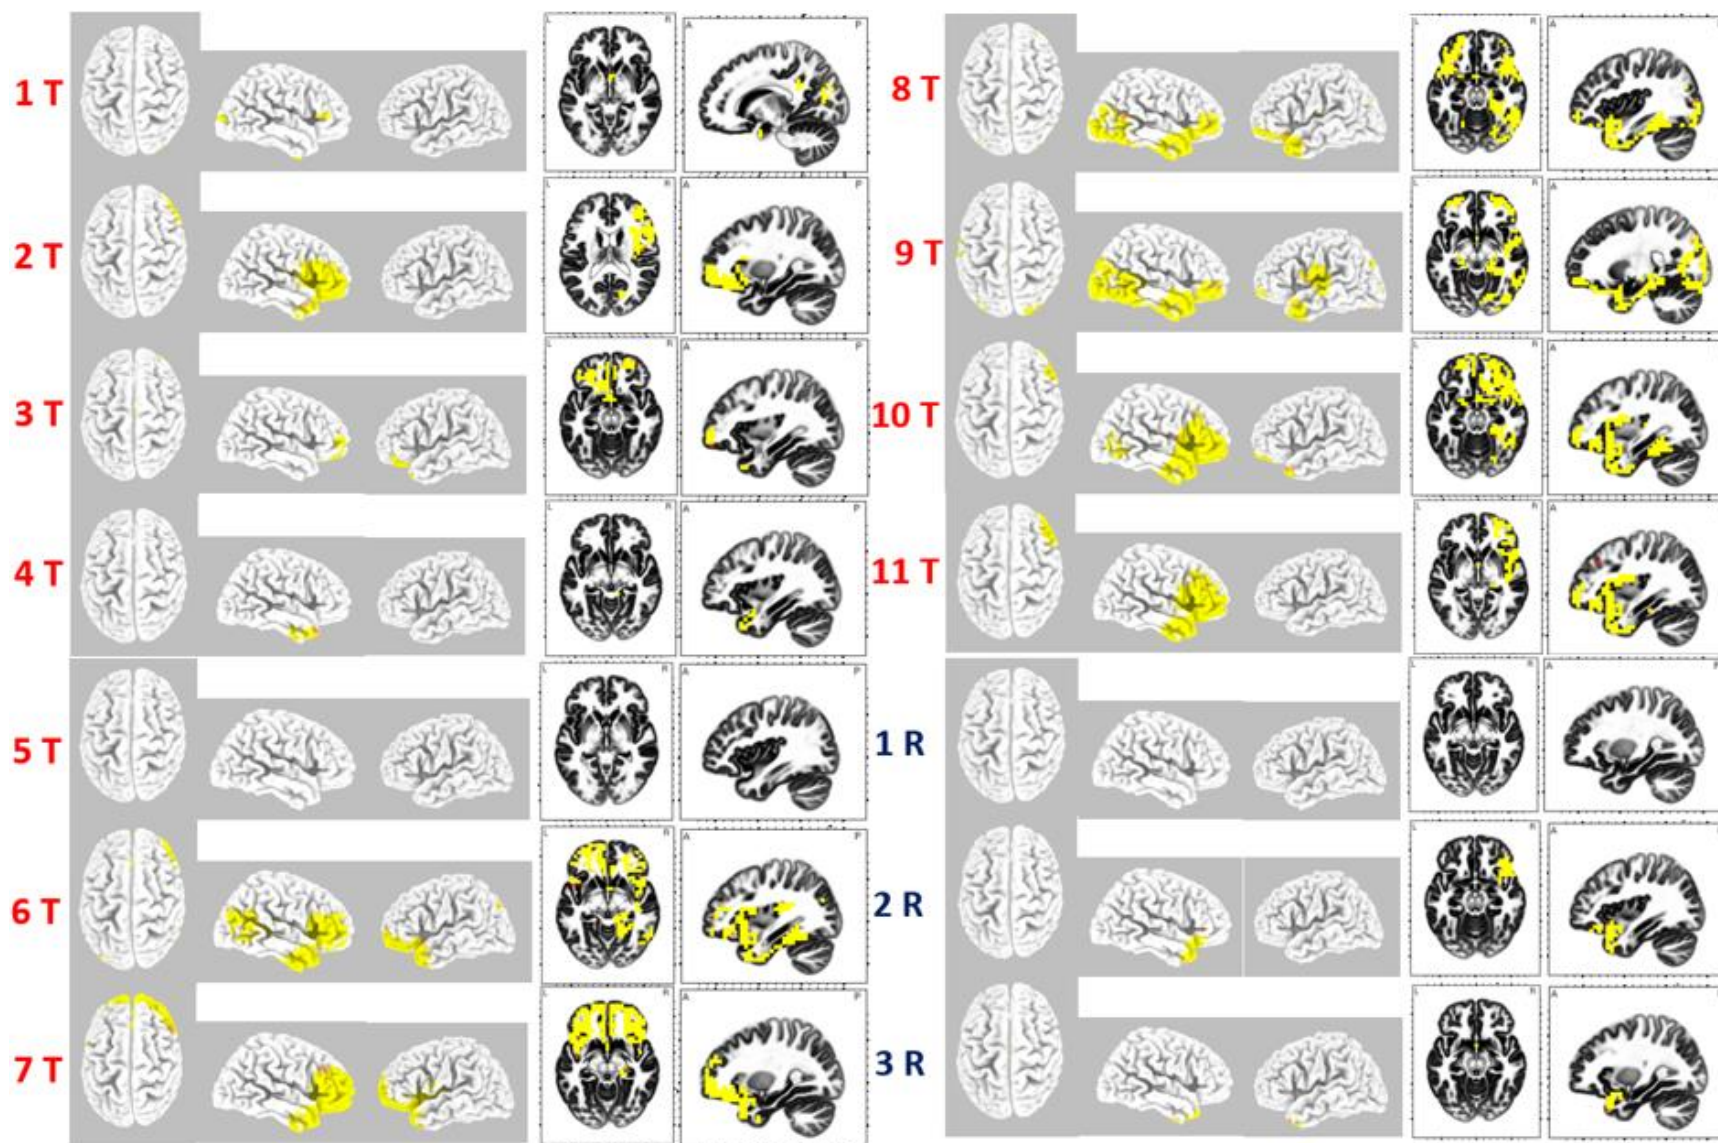 1 T L R A P 8 T L R A
2 T L R A P 9 T L R A
3 T L R A P 10 T L R A
4 T L R A P 11 T L R A
5 T L R A P 1 R L R A
6 T L R A P 2 R L R A
7 T L R A P 3 R L R A